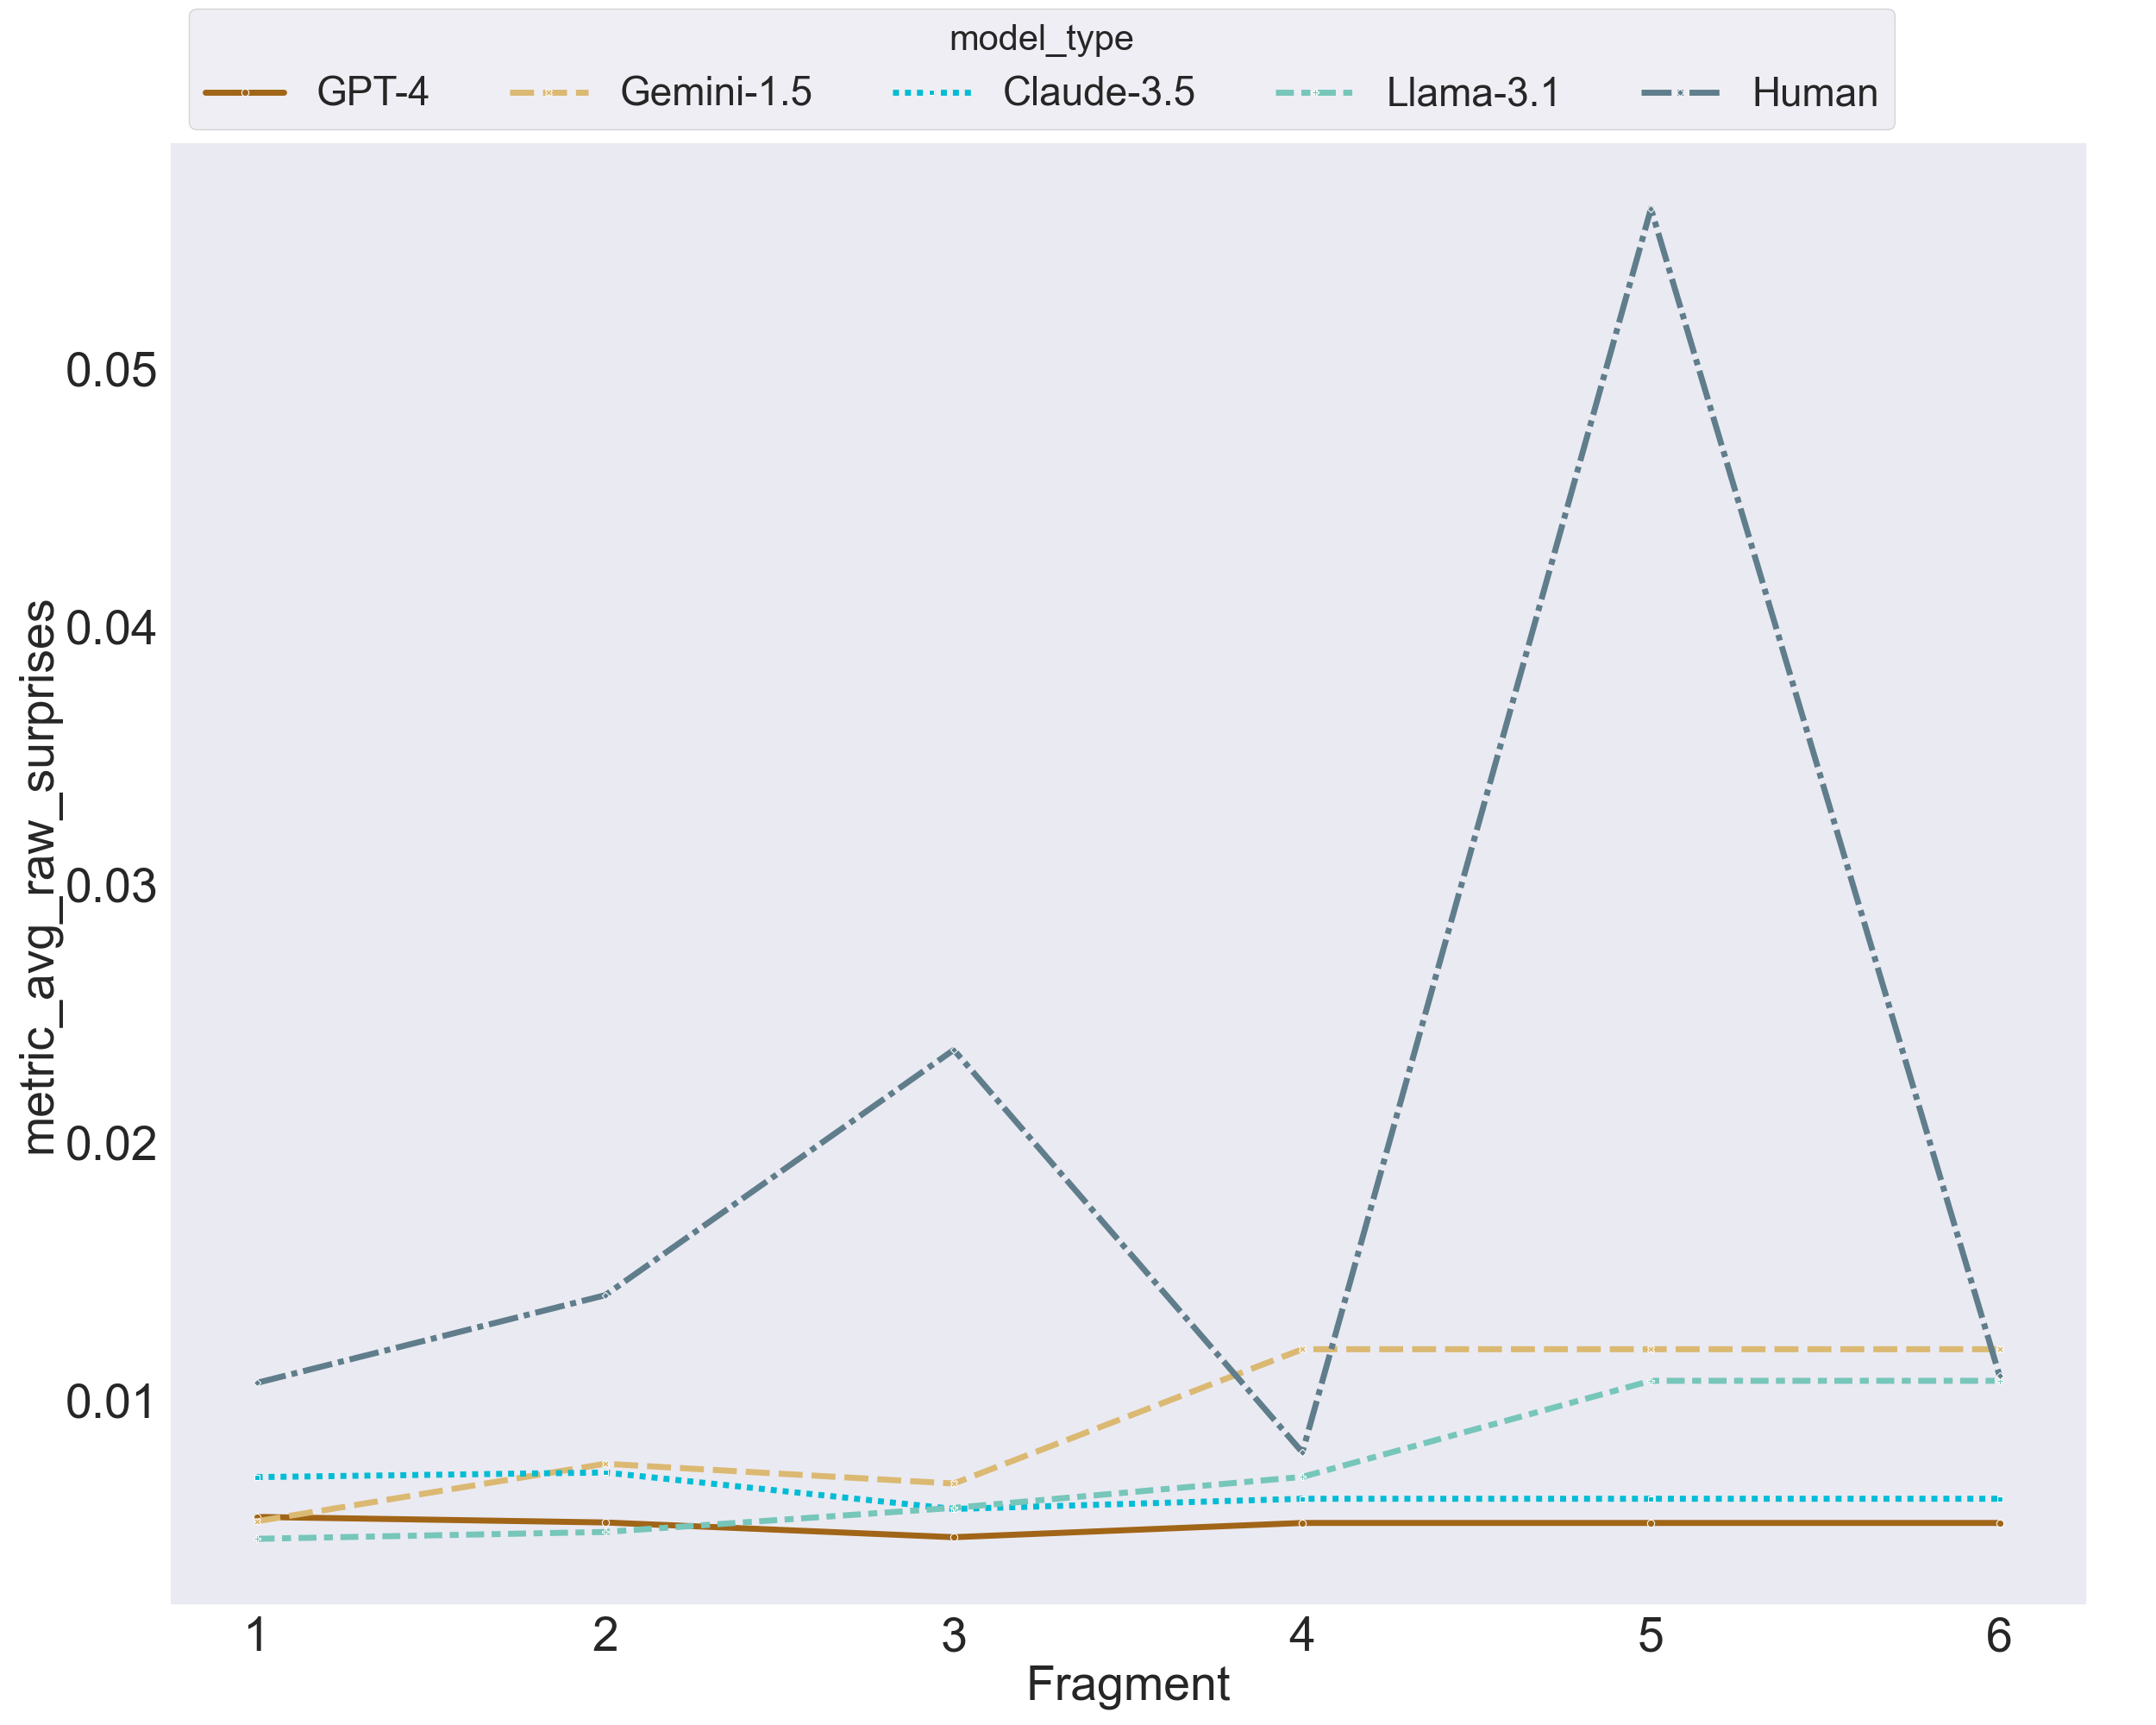 model_type
GPT-4 Gemini-1.5 Claude-3.5 Llama-3.1 Human
metric_avg_raw_surprises
0.05
0.04
0.03
0.02
0.01
1 2 3 4 5 6
Fragment